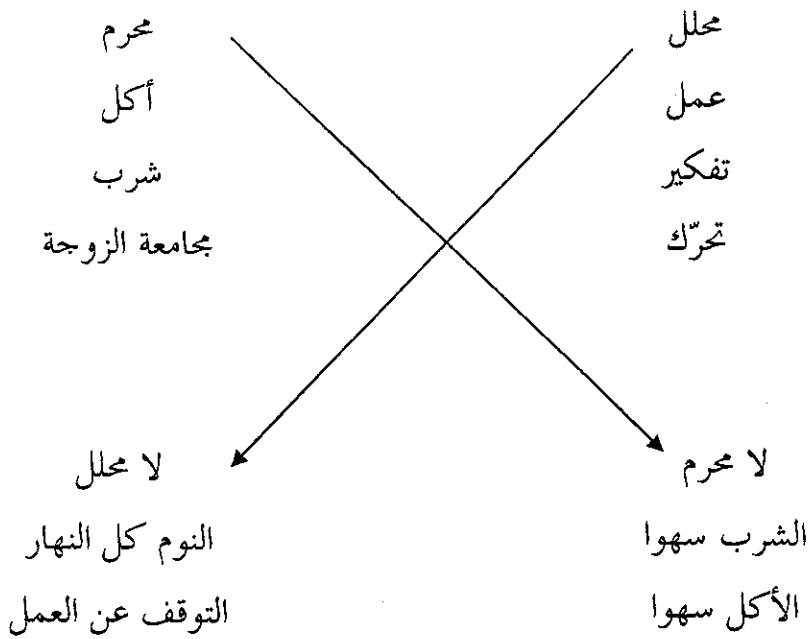 محلل
محرم
عمل
أكل
تفكير
شرب
تحرّك
مجامعة الزوجة
لا محرم
لا محلل
الشرب سهوا
النوم كل النهار
الأكل سهوا
التوقف عن العمل